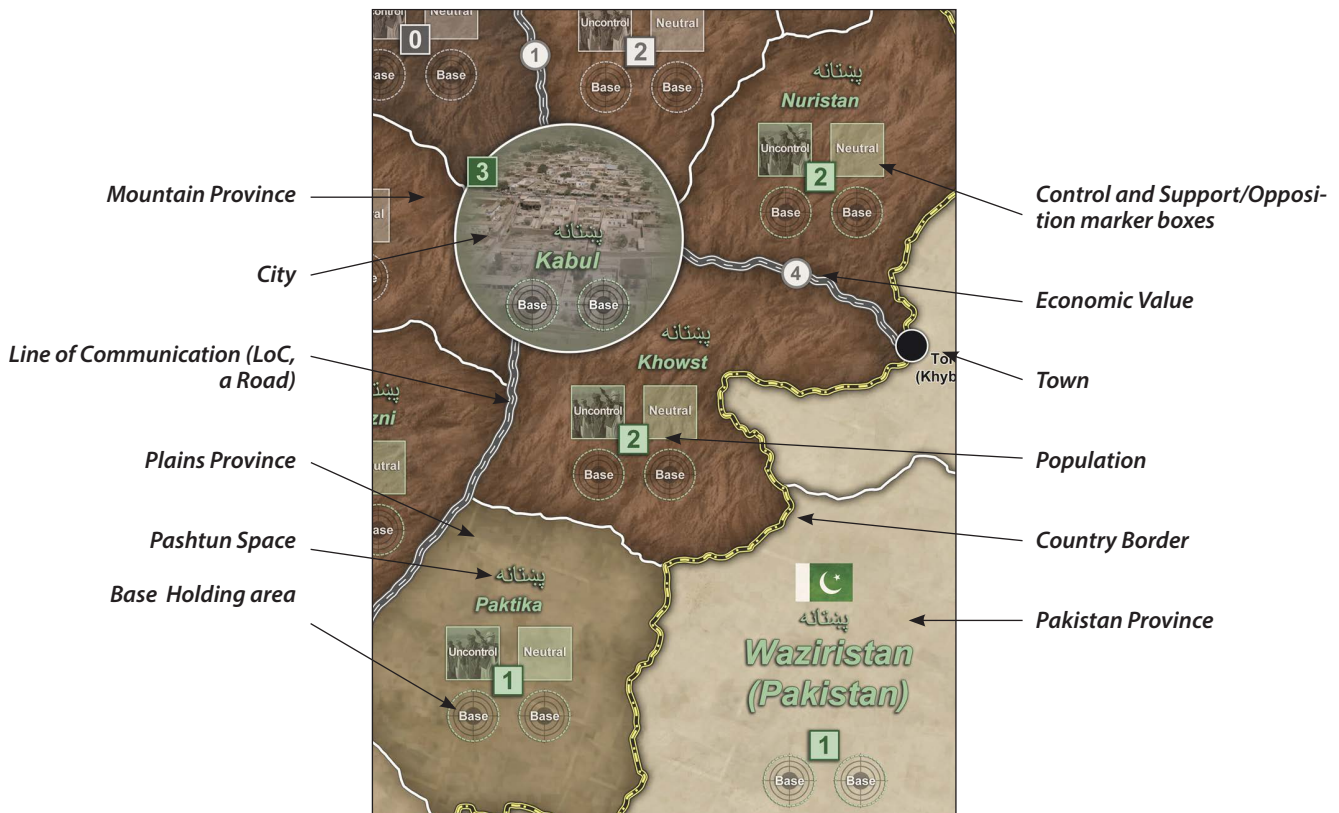 Uncontrol
Neutral
0
Base
Base
1
Uncontrol
Neutral
2
Base
Base
پښتانه
Nuristan
Uncontrol
Neutral
2
Base
Base
3
پښتانه
Kabul
Base
Base
4
پښتانه
Khowst
Uncontrol
Neutral
2
Base
Base
پښتانه
Paktika
Uncontrol
Neutral
1
Base
Base
پښتانه
Waziristan
(Pakistan)
1
Base
Base
Mountain Province
City
Line of Communication (LoC,
a Road)
Plains Province
Pashtun Space
Base Holding area
Control and Support/Opposi-
tion marker boxes
Economic Value
Town
Population
Country Border
Pakistan Province